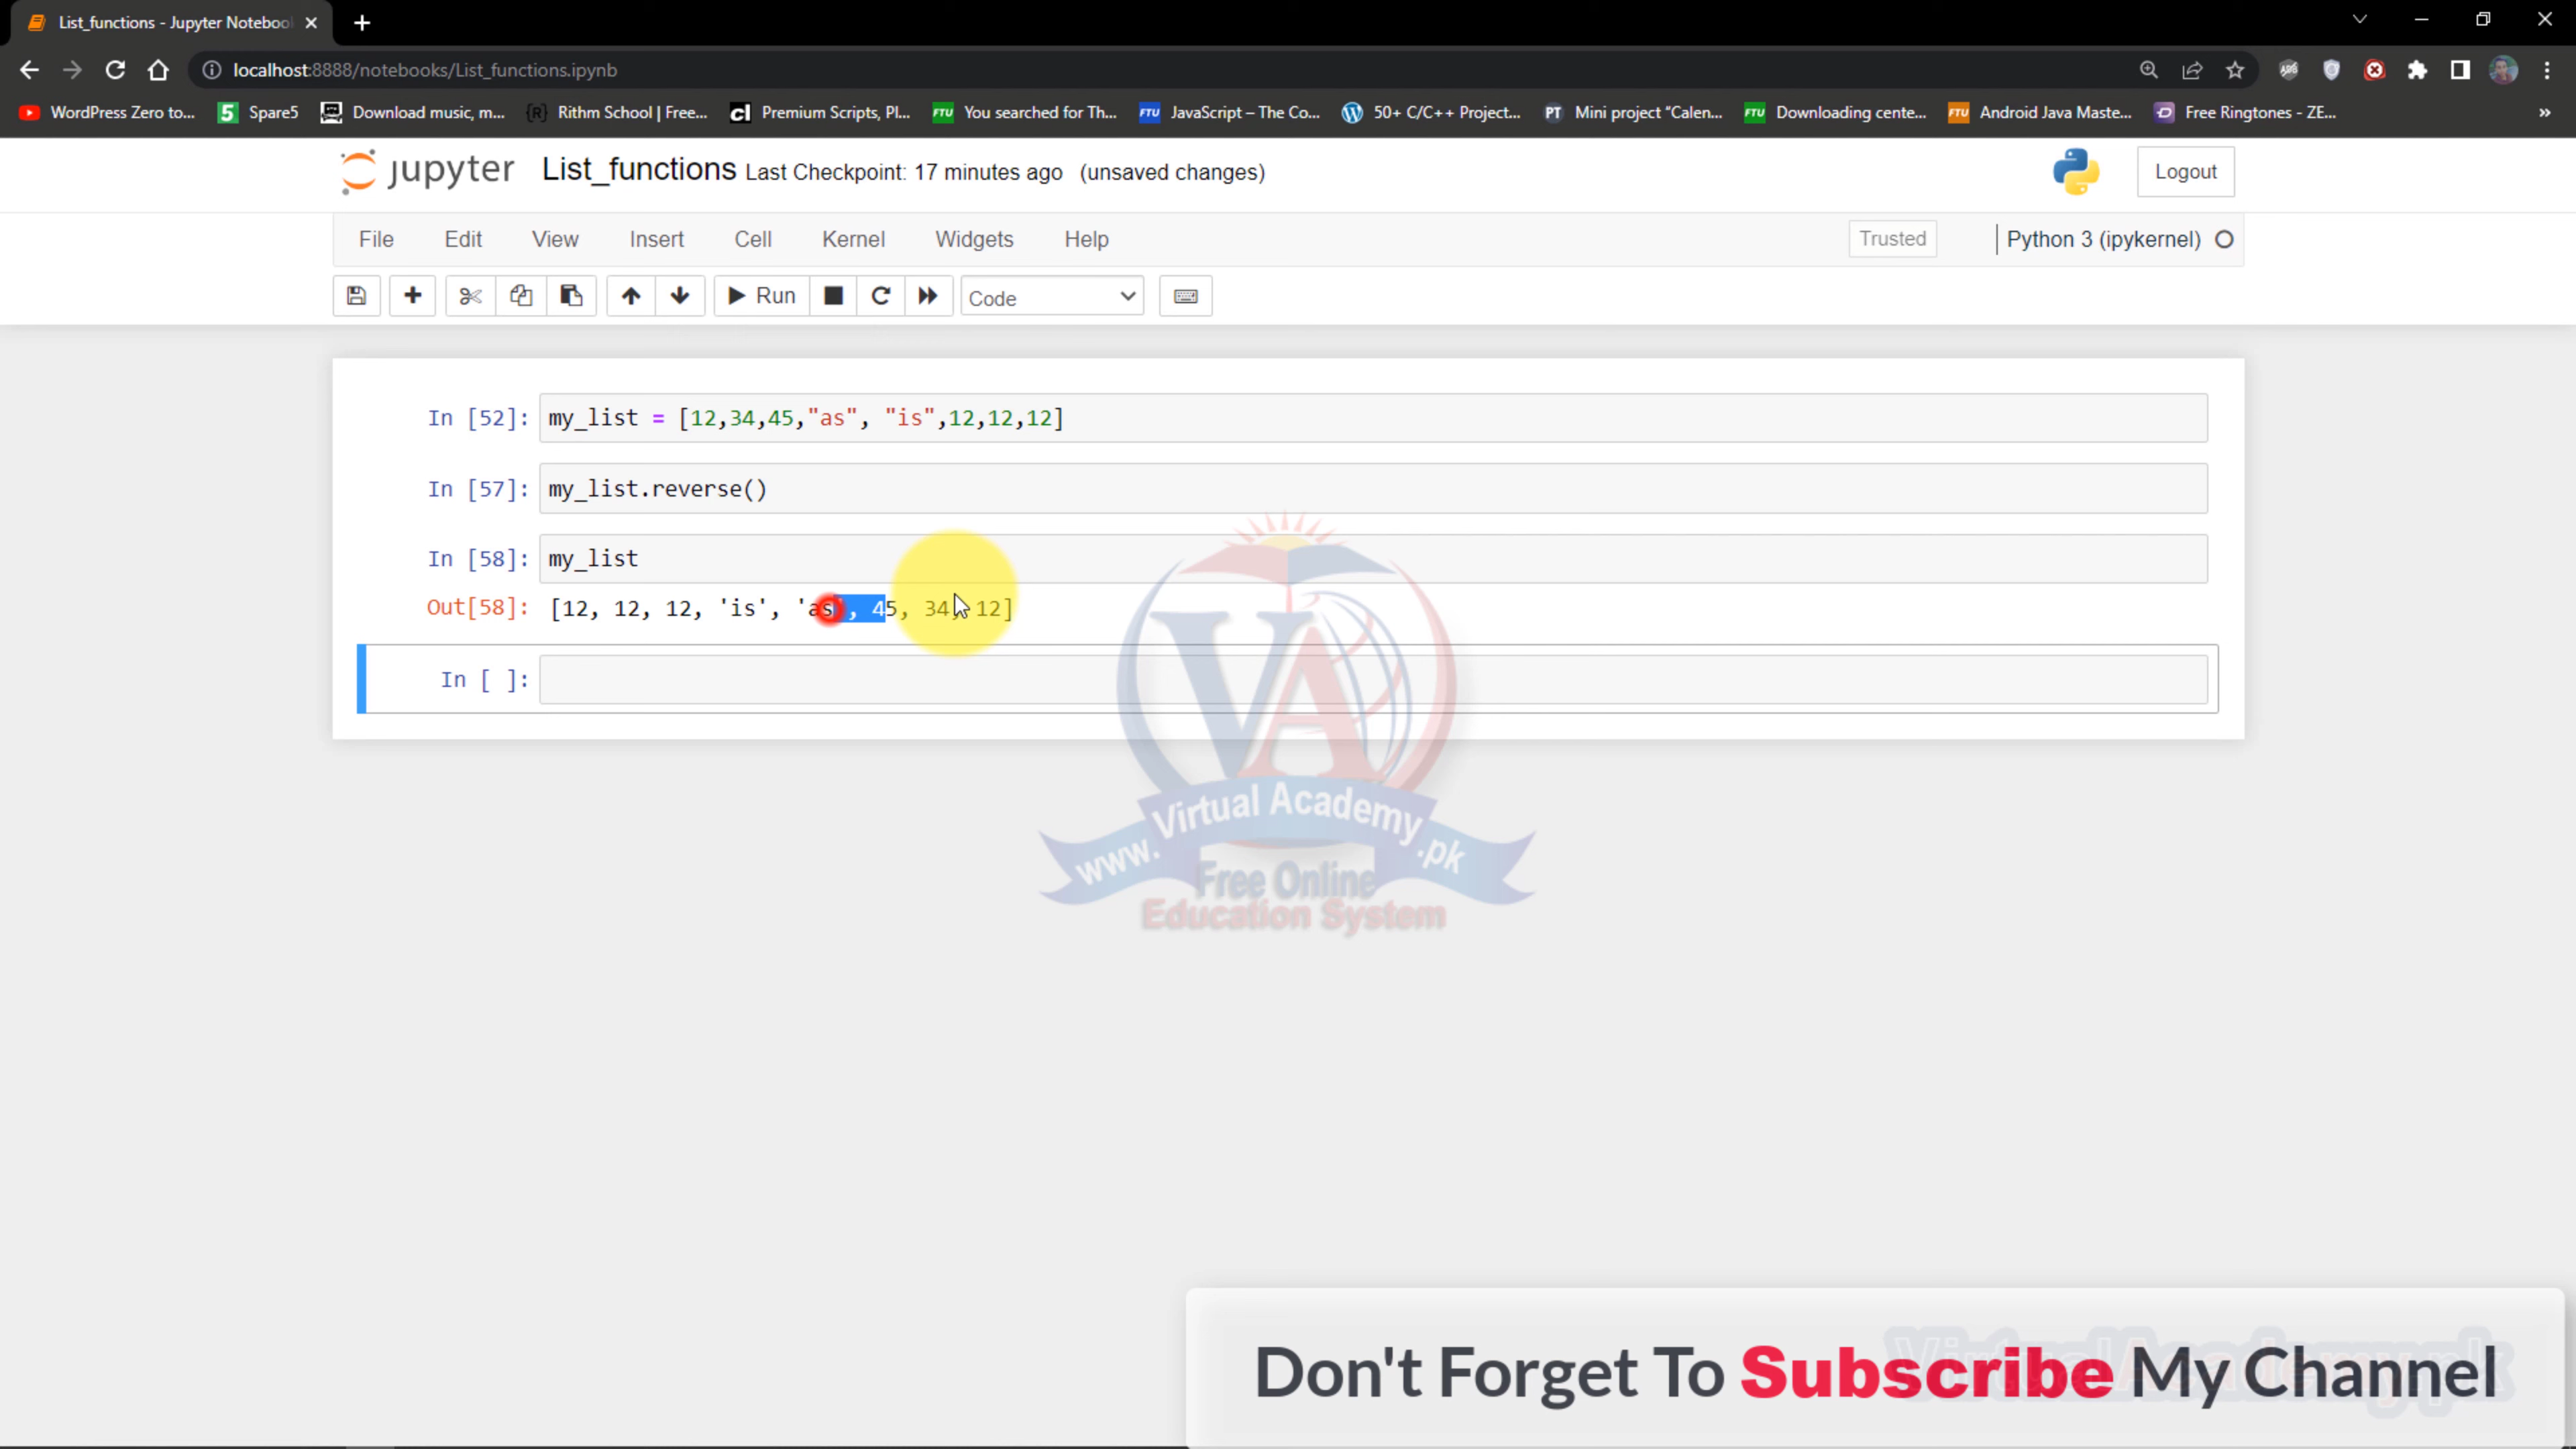 List_functions - Jupyter Notebook
localhost:8888/notebooks/List_functions.ipynb
WordPress Zero to... Spare5 Download music, m... Rithm School | Free... Premium Scripts, Pl... You searched for Th... JavaScript – The Co... 50+ C/C++ Project... Mini project “Calen... Downloading cente... Android Java Maste... Free Ringtones - ZE... »
jupyter List_functions Last Checkpoint: 17 minutes ago (unsaved changes) Logout
File Edit View Insert Cell Kernel Widgets Help Trusted Python 3 (ipykernel)
Run Code
In [52]: my_list = [12,34,45,"as", "is",12,12,12]
In [57]: my_list.reverse()
In [58]: my_list
Out[58]: [12, 12, 12, 'is', 'as', 45, 34, 12]
In [ ]:
VA
www.Virtual Academy.pk
Free Online
Education System
Don't Forget To Subscribe My Channel
VirtualAcademy.pk